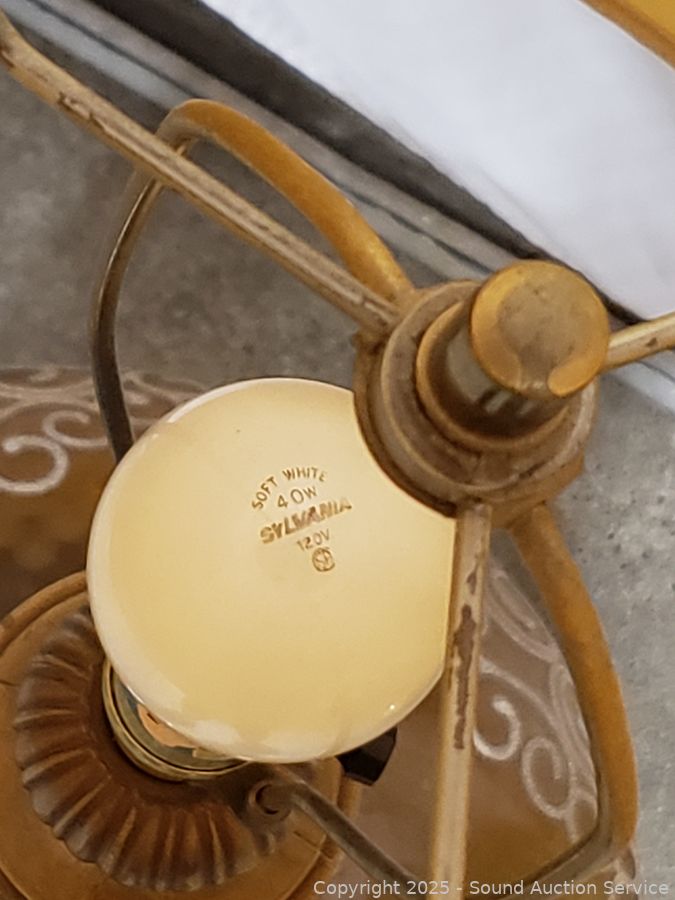 SOFT WHITE
40W
SYLVANIA
120V
Copyright 2025 - Sound Auction Service